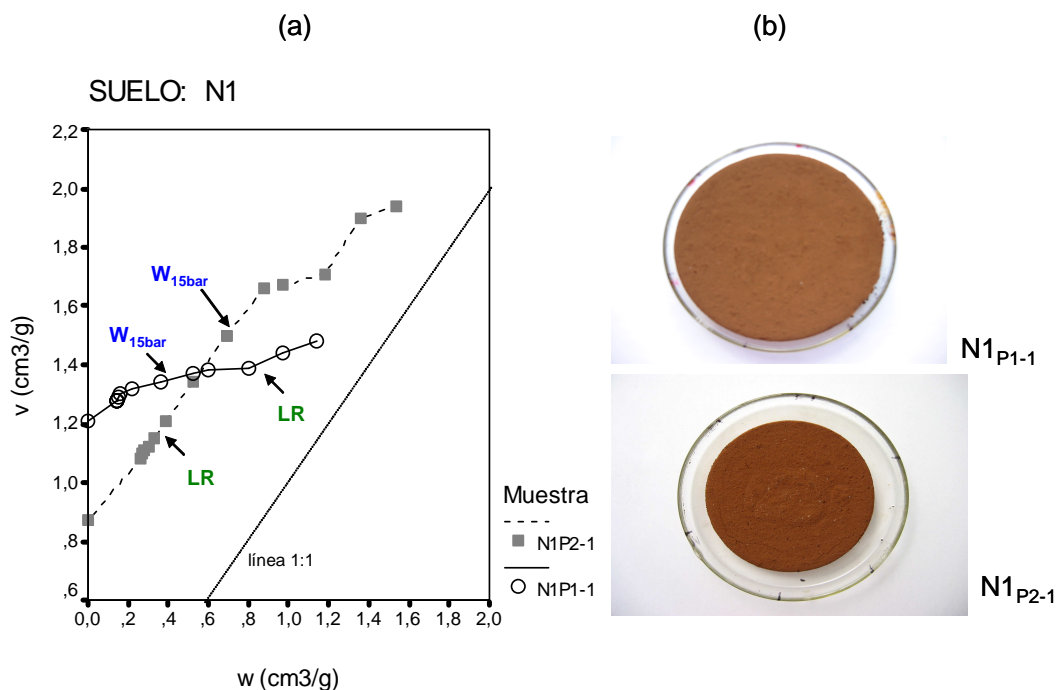 (a)
(b)
SUELO: N1
2,2
2,0
1,8
1,6
1,4
1,2
1,0
,8
,6
v (cm3/g)
W15bar
W15bar
LR
LR
línea 1:1
0,0 ,2 ,4 ,6 ,8 1,0 1,2 1,4 1,6 1,8 2,0
w (cm3/g)
Muestra
N1P2-1
N1P1-1
N1P1-1
N1P2-1